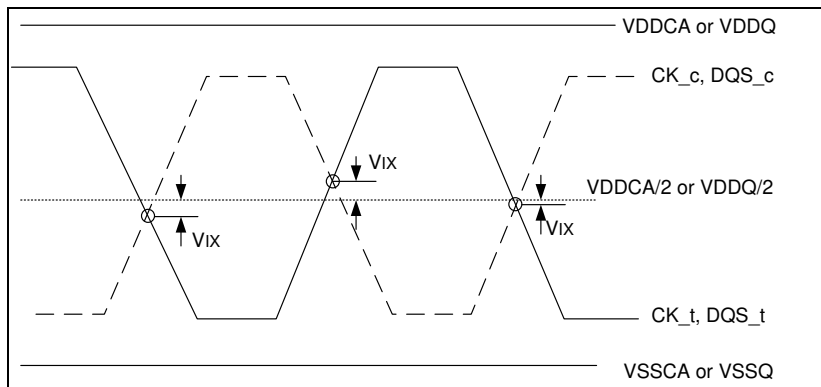 VDDCA or VDDQ
CK_c, DQS_c
VIX
VDDCA/2 or VDDQ/2
VIX
VIX
CK_t, DQS_t
VSSCA or VSSQ